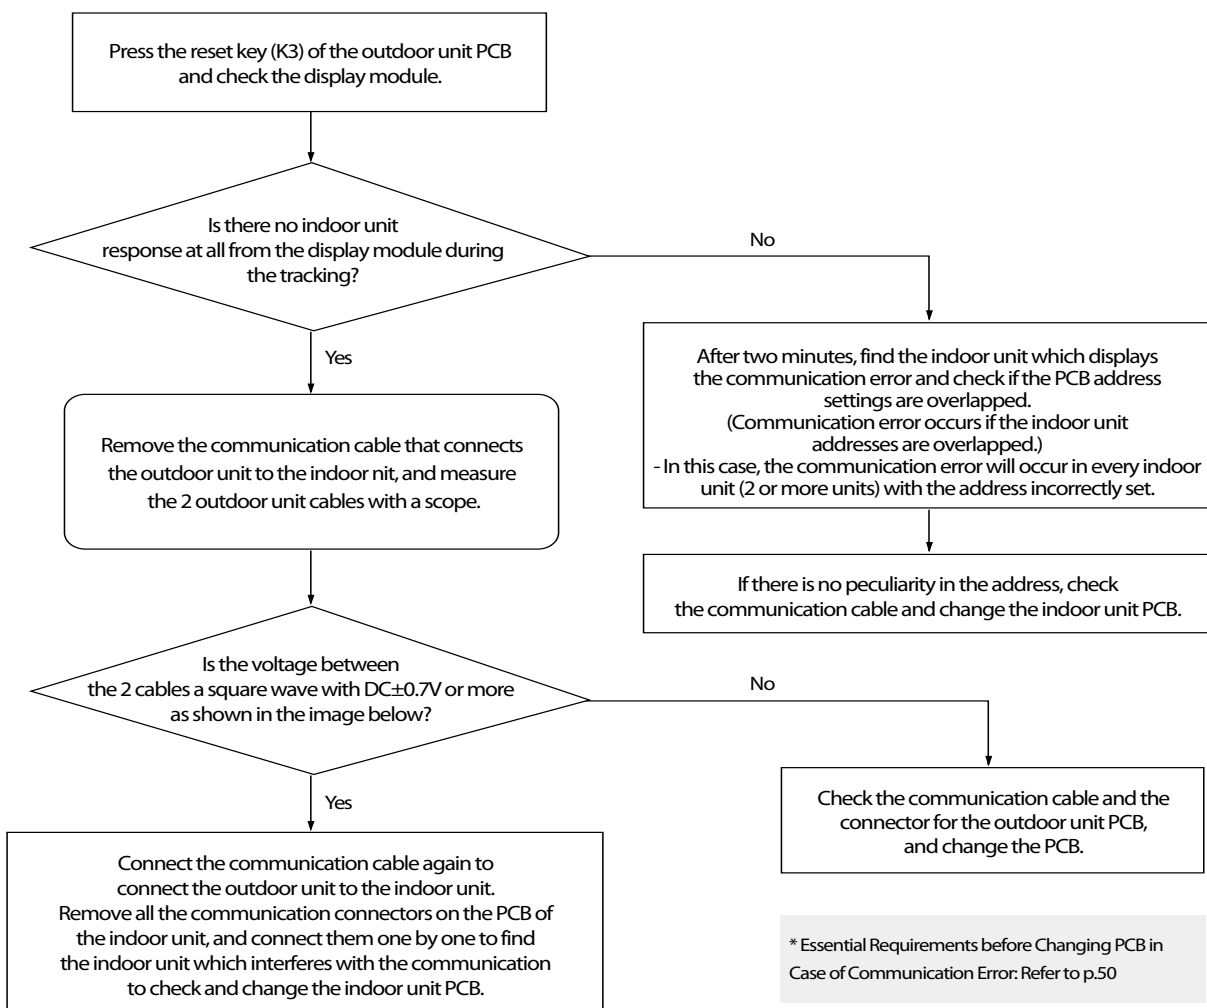 Press the reset key (K3) of the outdoor unit PCB
and check the display module.
Is there no indoor unit
response at all from the display module during
the tracking?
No
Yes
After two minutes, find the indoor unit which displays
the communication error and check if the PCB address
settings are overlapped.
(Communication error occurs if the indoor unit
addresses are overlapped.)
- In this case, the communication error will occur in every indoor
unit (2 or more units) with the address incorrectly set.
Remove the communication cable that connects
the outdoor unit to the indoor nit, and measure
the 2 outdoor unit cables with a scope.
If there is no peculiarity in the address, check
the communication cable and change the indoor unit PCB.
Is the voltage between
the 2 cables a square wave with DC±0.7V or more
as shown in the image below?
No
Yes
Check the communication cable and the
connector for the outdoor unit PCB,
and change the PCB.
Connect the communication cable again to
connect the outdoor unit to the indoor unit.
Remove all the communication connectors on the PCB of
the indoor unit, and connect them one by one to find
the indoor unit which interferes with the communication
to check and change the indoor unit PCB.
* Essential Requirements before Changing PCB in
Case of Communication Error: Refer to p.50